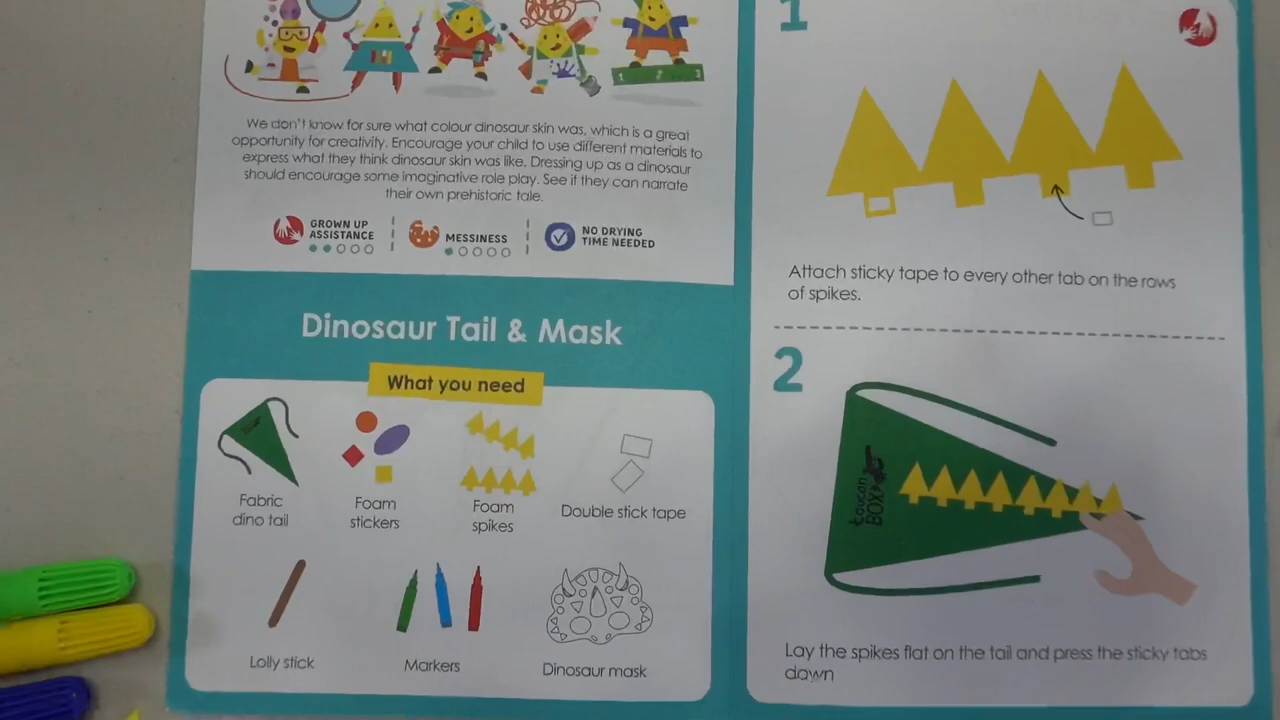 We don't know for sure what colour dinosaur skin was, which is a great
opportunity for creativity. Encourage your child to use different materials to
express what they think dinosaur skin was like. Dressing up as a dinosaur
should encourage some imaginative role play. See if they can narrate
their own prehistoric tale.
GROWN UP
ASSISTANCE
MESSINESS
NO DRYING
TIME NEEDED
Dinosaur Tail & Mask
What you need
Fabric
dino tail
Foam
stickers
Foam
spikes
Double stick tape
Lolly stick
Markers
Dinosaur mask
1
Attach sticky tape to every other tab on the rows
of spikes.
2
toucan
BOX
Lay the spikes flat on the tail and press the sticky tabs
down